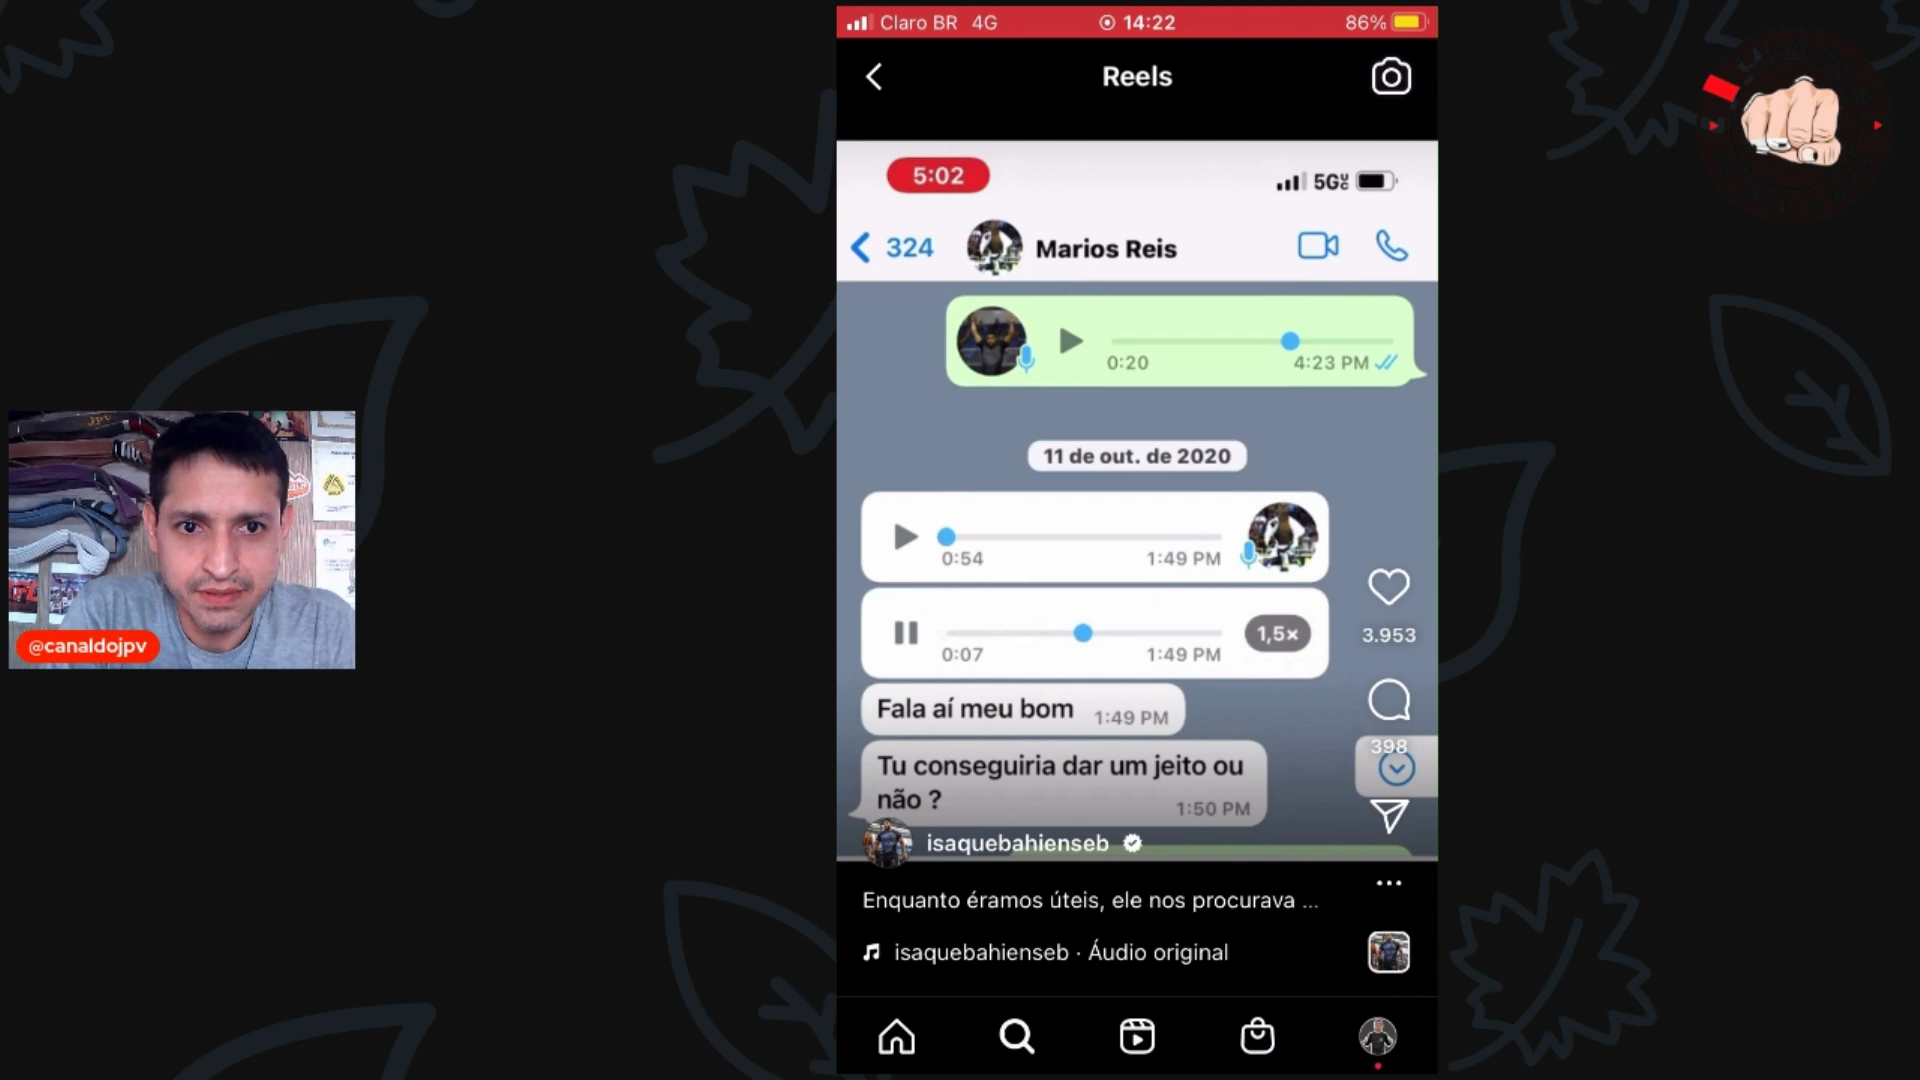 Claro BR 4G
14:22
86%
Reels
5:02
5G
324
Marios Reis
0:20
4:23 PM
11 de out. de 2020
0:54
1:49 PM
0:07
1:49 PM
1,5×
3.953
Fala aí meu bom
1:49 PM
Tu conseguiria dar um jeito ou
não ?
1:50 PM
398
isaquebahienseb
Enquanto éramos úteis, ele nos procurava ...
isaquebahienseb · Áudio original
JPV
@canaldojpv